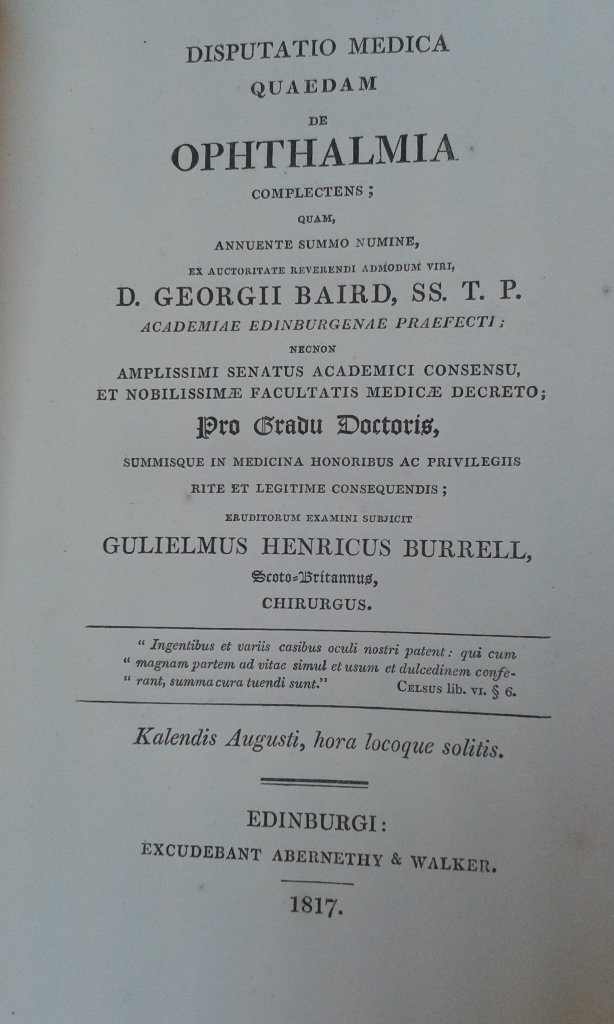 DISPUTATIO MEDICA
QUAEDAM
DE
OPHTHALMIA
COMPLECTENS;
QUAM,
ANNUENTE SUMMO NUMINE,
EX AUCTORITATE REVERENDI ADMODUM VIRI,
D. GEORGII BAIRD, SS. T. P.
ACADEMIAE EDINBURGENAE PRAEFECTI;
NECNON
AMPLISSIMI SENATUS ACADEMICI CONSENSU,
ET NOBILISSIMÆ FACULTATIS MEDICÆ DECRETO;
Pro Gradu Doctoris,
SUMMISQUE IN MEDICINA HONORIBUS AC PRIVILEGIIS
RITE ET LEGITIME CONSEQUENDIS;
ERUDITORUM EXAMINI SUBJICIT
GULIELMUS HENRICUS BURRELL,
Scoto-Britannus,
CHIRURGUS.
“ Ingentibus et variis casibus oculi nostri patent: qui cum
“ magnam partem ad vitae simul et usum et dulcedinem confe-
“ rant, summa cura tuendi sunt.” CELSUS lib. VI. § 6.
Kalendis Augusti, hora locoque solitis.
EDINBURGI:
EXCUDEBANT ABERNETHY & WALKER.
1817.